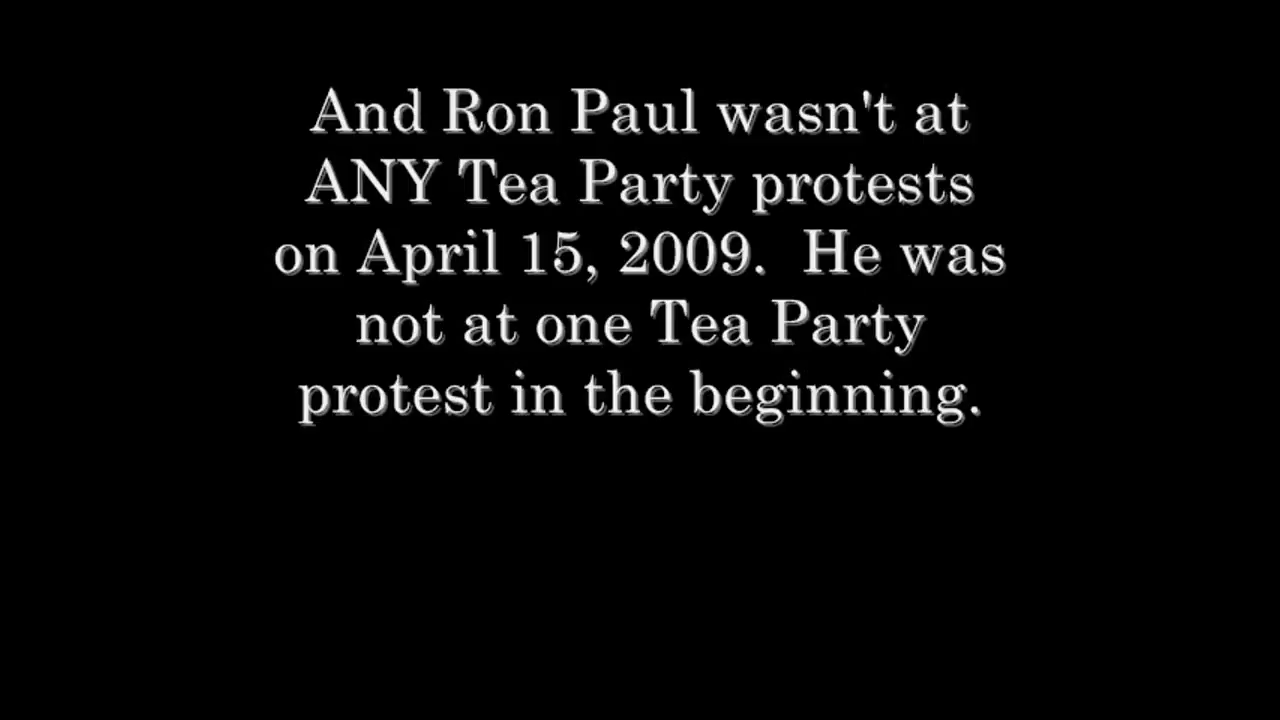 And Ron Paul wasn't at
ANY Tea Party protests
on April 15, 2009.  He was
not at one Tea Party
protest in the beginning.